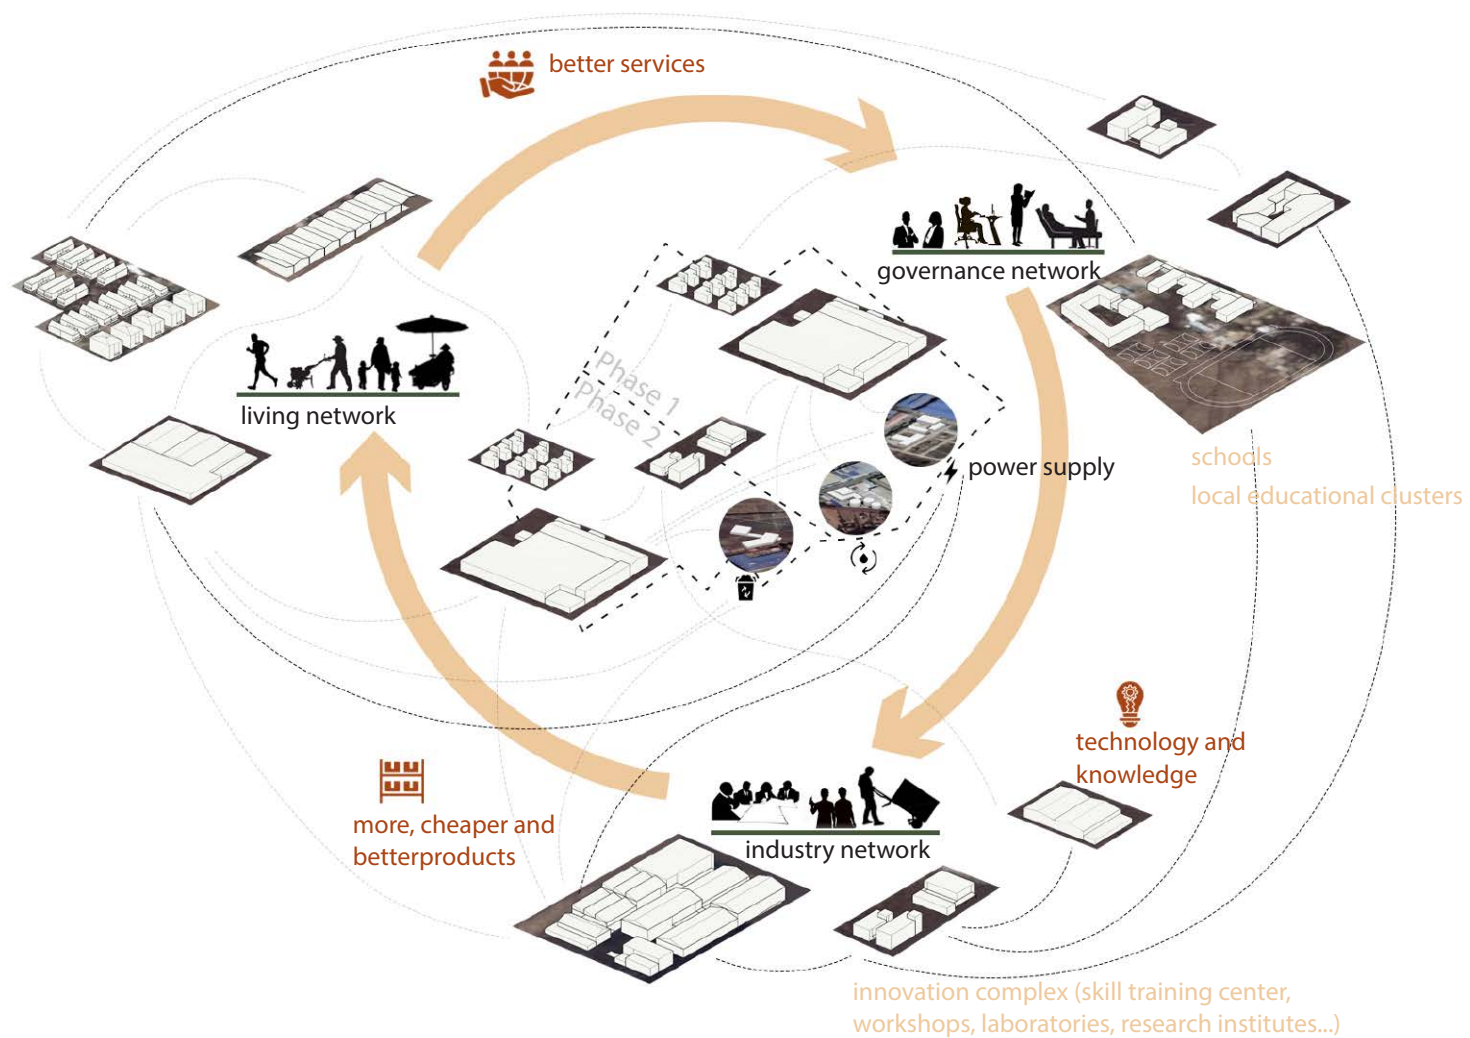 better services
governance network
living network
Phase 1
Phase 2
power supply
schools
local educational clusters
technology and
knowledge
more, cheaper and
betterproducts
industry network
innovation complex (skill training center,
workshops, laboratories, research institutes...)